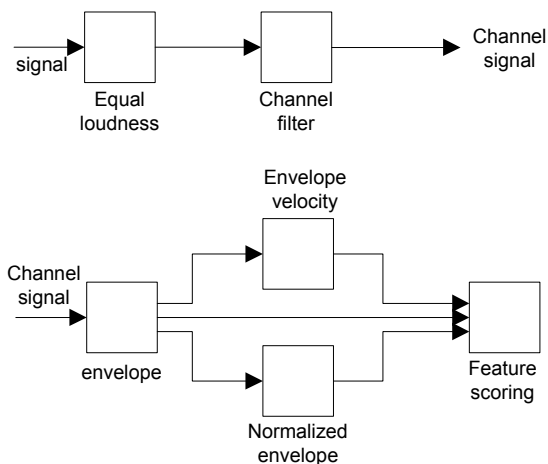 signal
Equal
loudness
Channel
filter
Channel
signal
Envelope
velocity
Channel
signal
envelope
Normalized
envelope
Feature
scoring